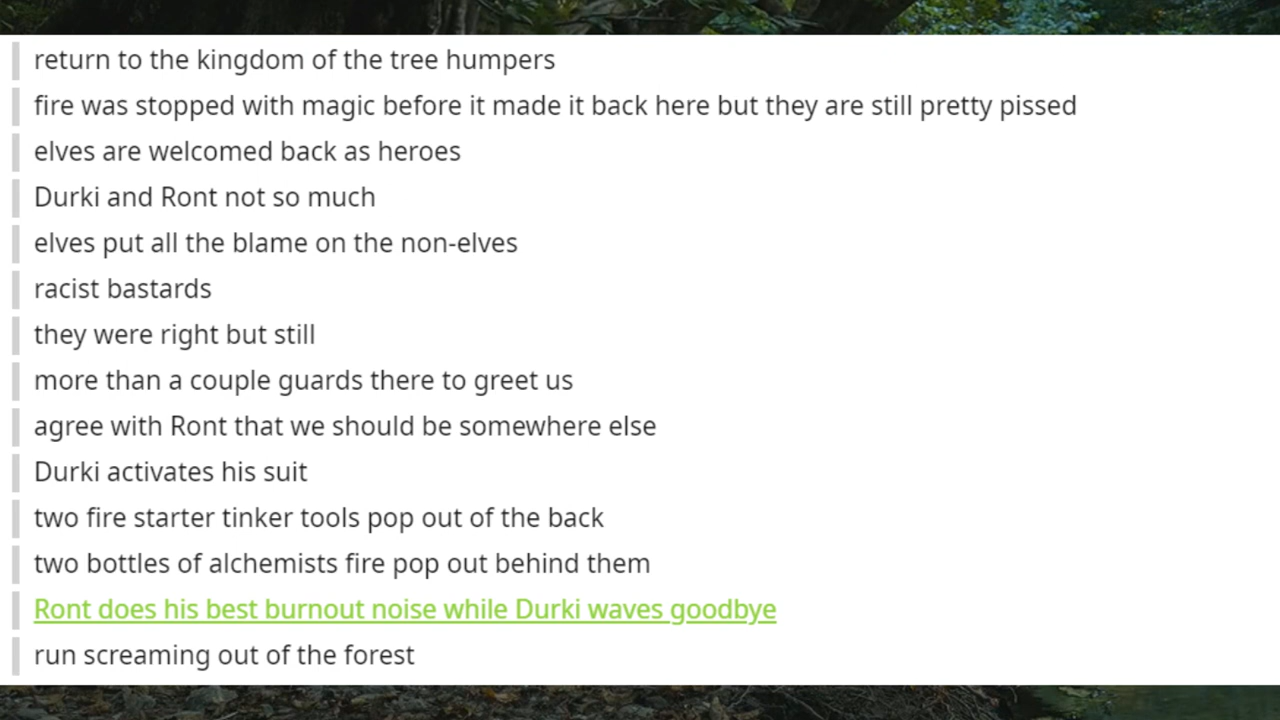 return to the kingdom of the tree humpers
fire was stopped with magic before it made it back here but they are still pretty pissed
elves are welcomed back as heroes
Durki and Ront not so much
elves put all the blame on the non-elves
racist bastards
they were right but still
more than a couple guards there to greet us
agree with Ront that we should be somewhere else
Durki activates his suit
two fire starter tinker tools pop out of the back
two bottles of alchemists fire pop out behind them
Ront does his best burnout noise while Durki waves goodbye
run screaming out of the forest